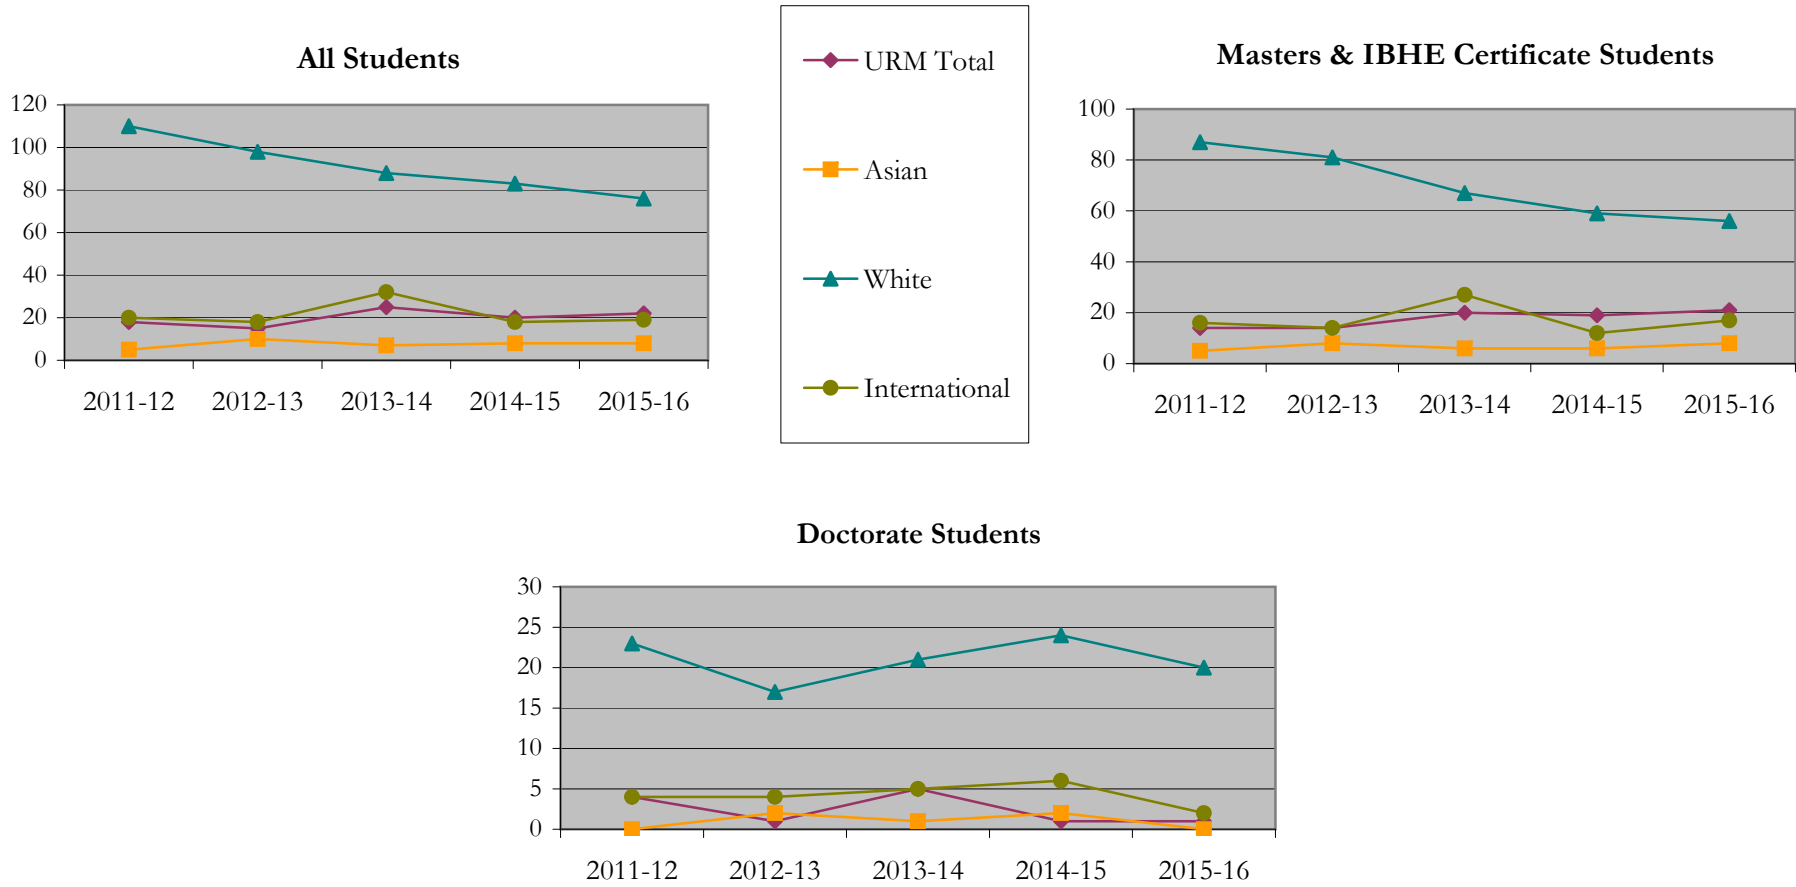 All Students
120
100
80
60
40
20
0
2011-12 2012-13 2013-14 2014-15 2015-16
URM Total
Asian
White
International
Masters & IBHE Certificate Students
100
80
60
40
20
0
2011-12 2012-13 2013-14 2014-15 2015-16
Doctorate Students
30
25
20
15
10
5
0
2011-12 2012-13 2013-14 2014-15 2015-16